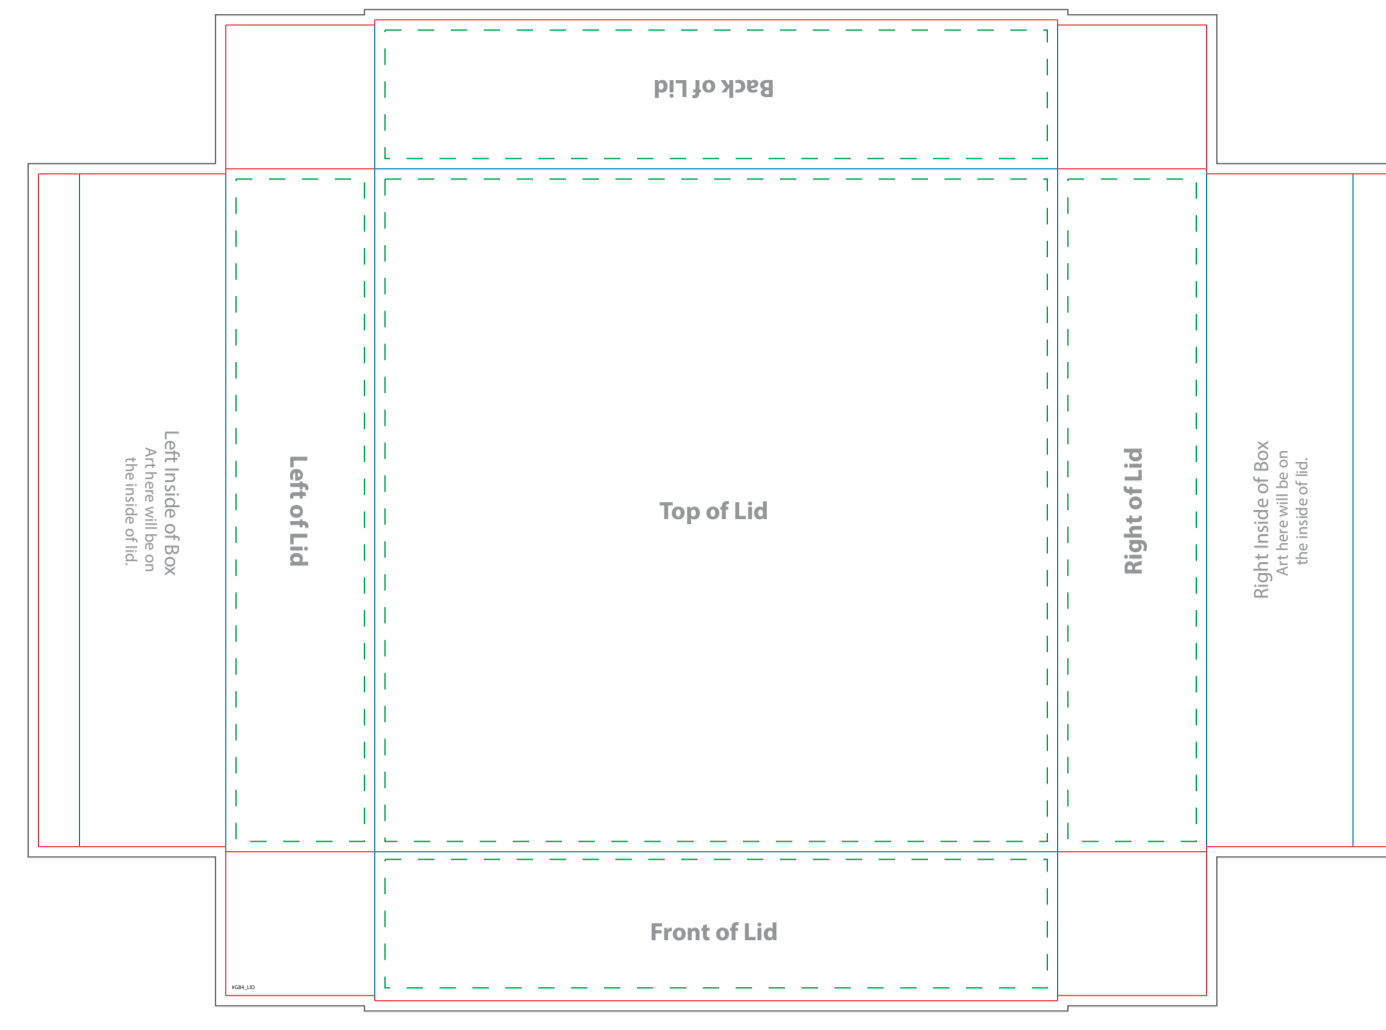 Back of Lid
Left Inside of Box
Art here will be on
the inside of lid.
Left of Lid
Top of Lid
Right of Lid
Right Inside of Box
Art here will be on
the inside of lid.
Front of Lid
#GB4_LID